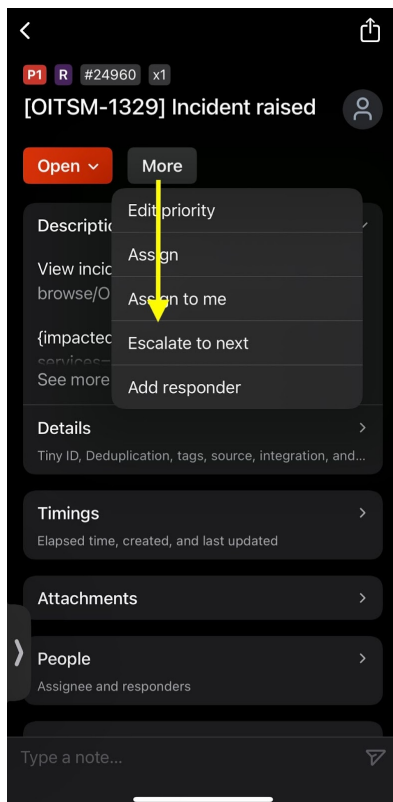 P1 R #24960 x1
[OITSM-1329] Incident raised
Open More
Edit priority
Descriptio
Assign
View incid
browse/O
Assign to me
{impacted
Escalate to next
services=
See more
Add responder
Details
Tiny ID, Deduplication, tags, source, integration, and...
Timings
Elapsed time, created, and last updated
Attachments
People
Assignee and responders
Type a note...